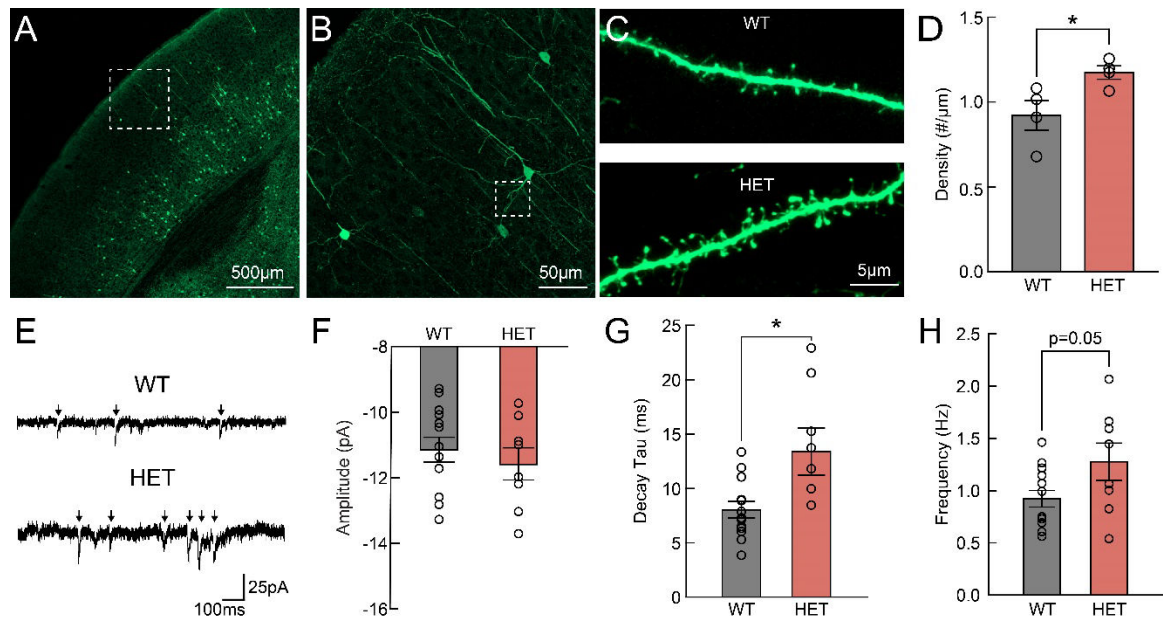 A
500µm
B
50µm
C
WT
HET
5µm
D
*
Density (#/µm)
1.5
1.0
0.5
0.0
WT
HET
E
WT
HET
25pA
100ms
F
WT
HET
Amplitude (pA)
-8
-10
-12
-14
-16
G
*
Decay Tau (ms)
25
20
15
10
5
0
WT
HET
H
p=0.05
Frequency (Hz)
2.5
2.0
1.5
1.0
0.5
0.0
WT
HET